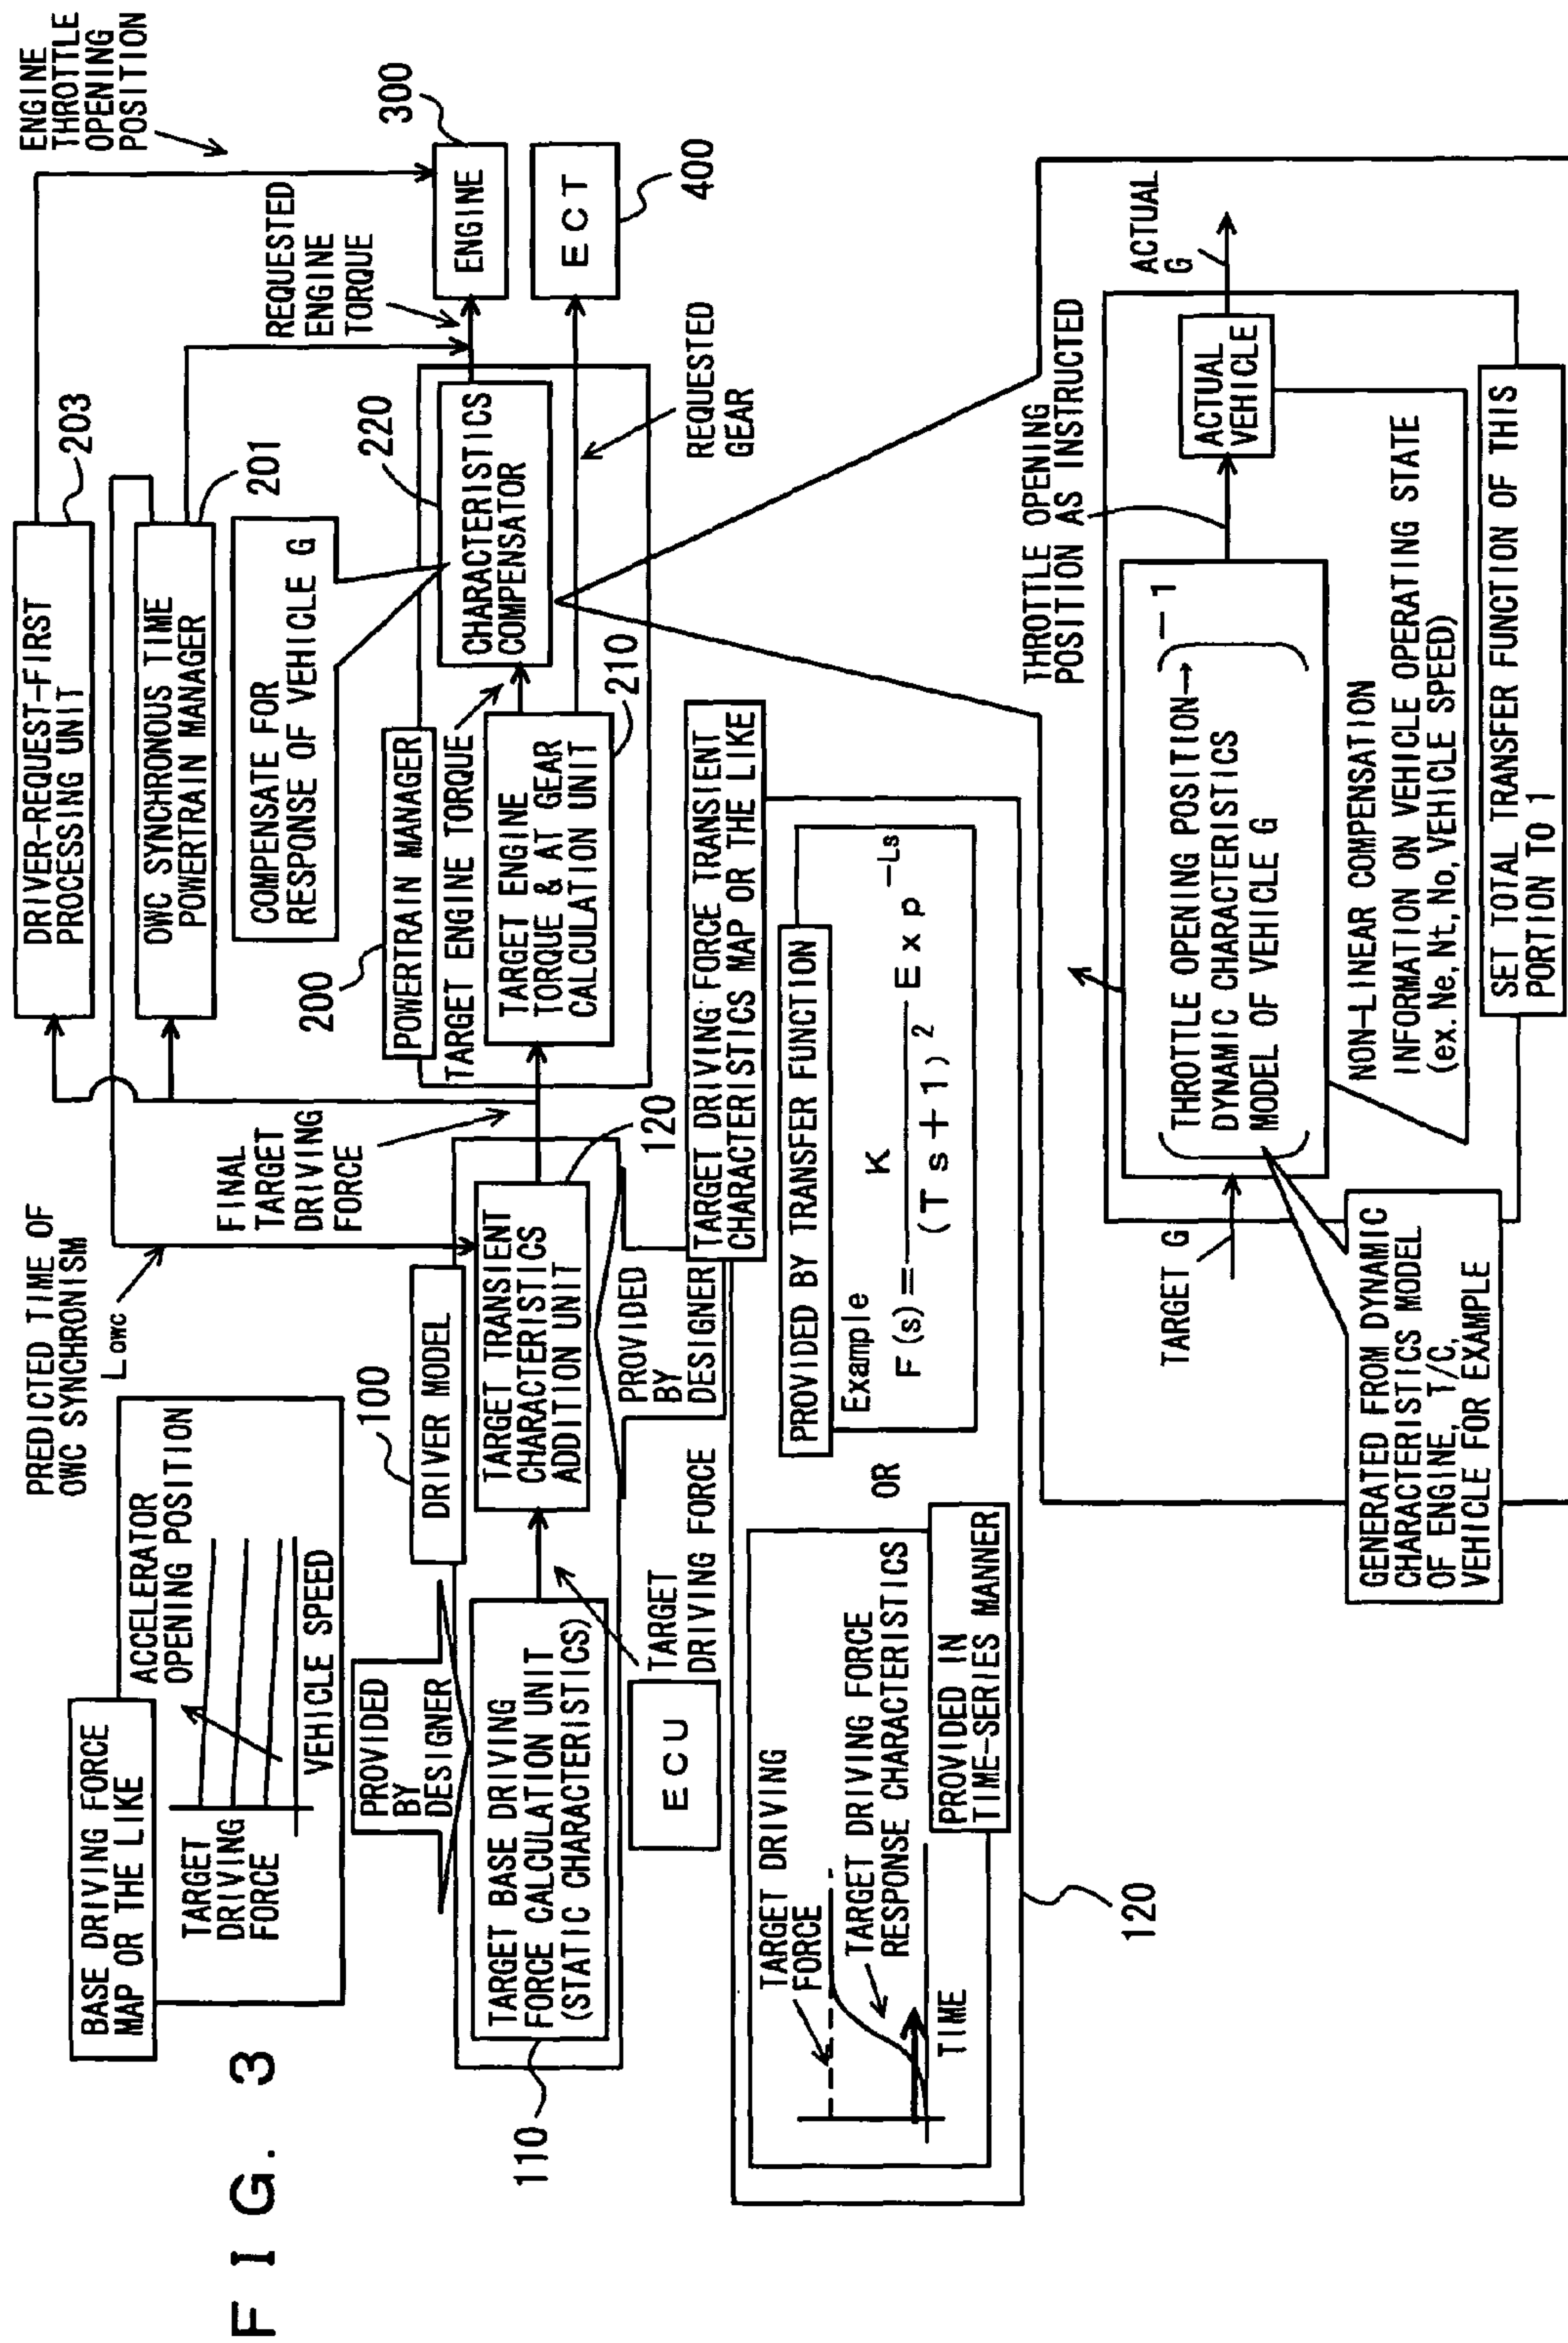 FIG. 3
BASE DRIVING FORCE
MAP OR THE LIKE
TARGET
DRIVING
FORCE
ACCELERATOR
OPENING POSITION
VEHICLE SPEED
PREDICTED TIME OF
OWC SYNCHRONISM
Lowc
FINAL
TARGET
DRIVING
FORCE
DRIVER-REQUEST-FIRST
PROCESSING UNIT
203
OWC SYNCHRONOUS TIME
POWERTRAIN MANAGER
201
COMPENSATE FOR
RESPONSE OF VEHICLE G
ENGINE
THROTTLE
OPENING
POSITION
REQUESTED
ENGINE
TORQUE
300
ENGINE
ECT
400
PROVIDED
BY
DESIGNER
100
DRIVER MODEL
110
TARGET BASE DRIVING
FORCE CALCULATION UNIT
(STATIC CHARACTERISTICS)
TARGET TRANSIENT
CHARACTERISTICS
ADDITION UNIT
120
200
POWERTRAIN MANAGER
TARGET ENGINE TORQUE
TARGET ENGINE
TORQUE & AT GEAR
CALCULATION UNIT
210
220
CHARACTERISTICS
COMPENSATOR
REQUESTED
GEAR
ECU
TARGET
DRIVING FORCE
PROVIDED
BY
DESIGNER
TARGET DRIVING FORCE TRANSIENT
CHARACTERISTICS MAP OR THE LIKE
TARGET DRIVING
FORCE
TARGET DRIVING FORCE
RESPONSE CHARACTERISTICS
TIME
PROVIDED IN
TIME-SERIES MANNER
OR
PROVIDED BY TRANSFER FUNCTION
Example
F(s)= K / (Ts+1)² Exp^-Ls
120
TARGET G
THROTTLE OPENING POSITION→
DYNAMIC CHARACTERISTICS
MODEL OF VEHICLE G
-1
THROTTLE OPENING
POSITION AS INSTRUCTED
ACTUAL
VEHICLE
ACTUAL
G
NON-LINEAR COMPENSATION
INFORMATION ON VEHICLE OPERATING STATE
(ex. Ne, Nt, No, VEHICLE SPEED)
GENERATED FROM DYNAMIC
CHARACTERISTICS MODEL
OF ENGINE, T/C,
VEHICLE FOR EXAMPLE
SET TOTAL TRANSFER FUNCTION OF THIS
PORTION TO 1